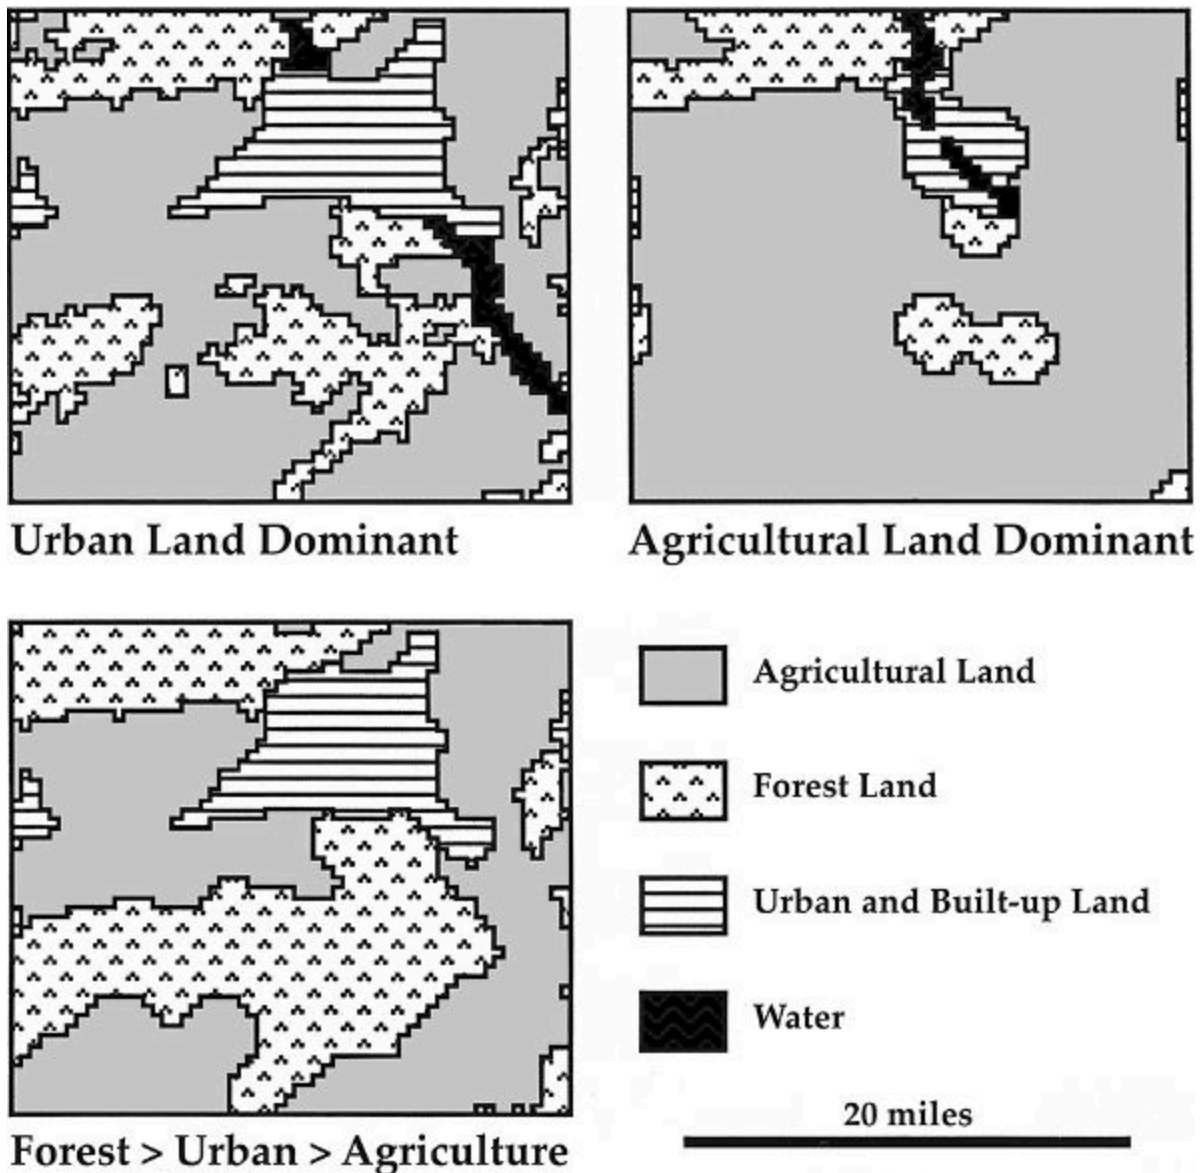 Urban Land Dominant
Agricultural Land Dominant
Agricultural Land
Forest Land
Urban and Built-up Land
Water
20 miles
Forest > Urban > Agriculture